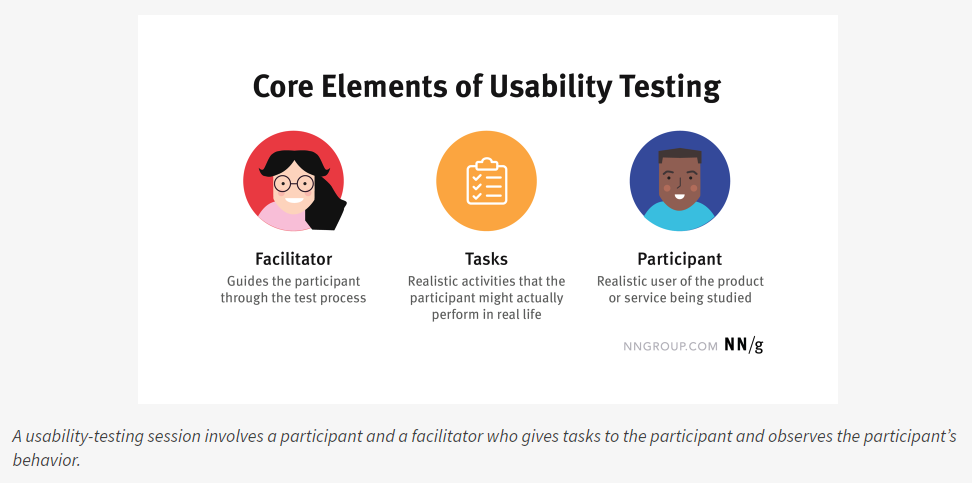 Core Elements of Usability Testing
Facilitator
Guides the participant
through the test process
Tasks
Realistic activities that the
participant might actually
perform in real life
Participant
Realistic user of the product
or service being studied
NNGROUP.COM NN/g
A usability-testing session involves a participant and a facilitator who gives tasks to the participant and observes the participant’s
behavior.